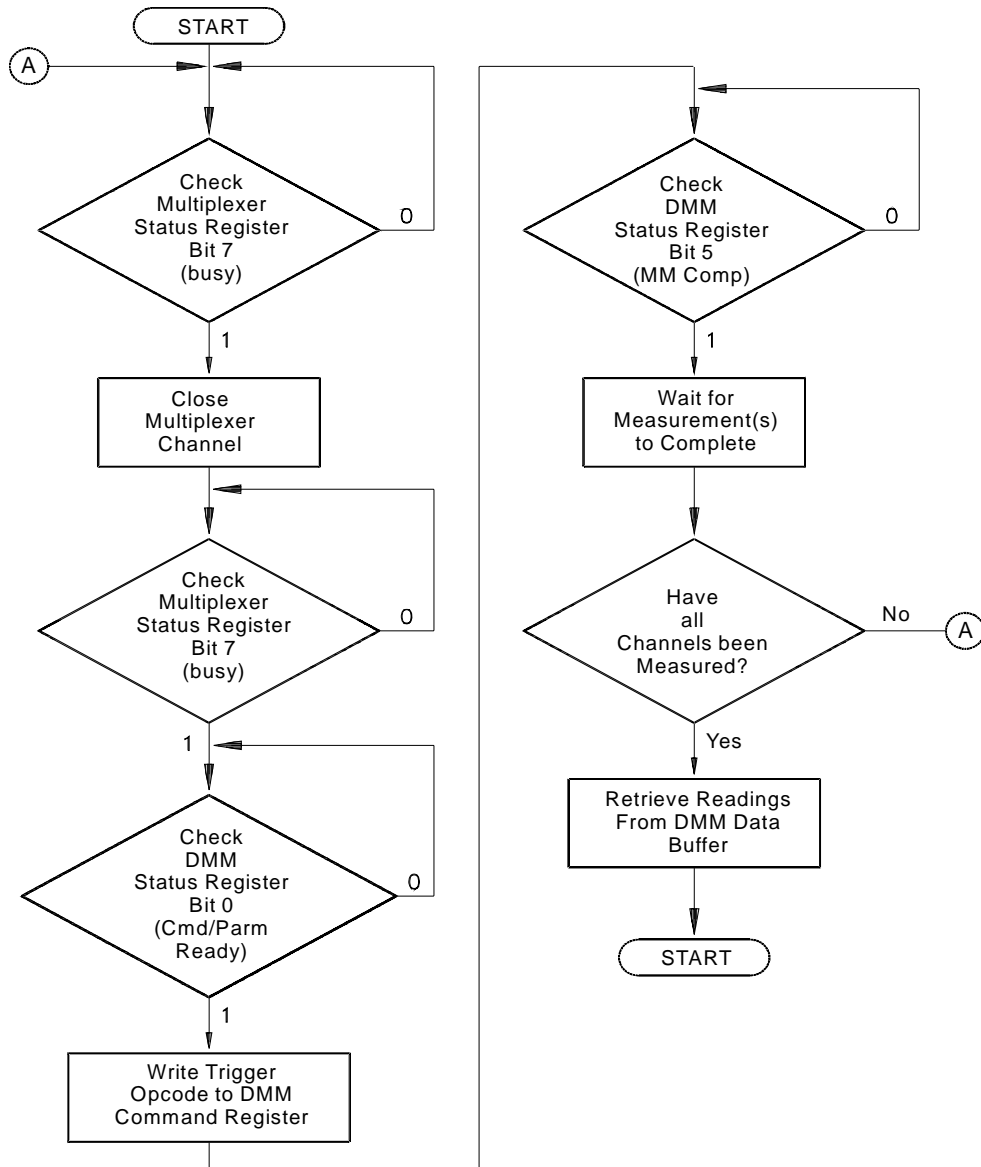 START
A
Check
Multiplexer
Status Register
Bit 7
(busy)
0
1
Close
Multiplexer
Channel
Check
Multiplexer
Status Register
Bit 7
(busy)
0
1
Check
DMM
Status Register
Bit 0
(Cmd/Parm
Ready)
0
1
Write Trigger
Opcode to DMM
Command Register
Check
DMM
Status Register
Bit 5
(MM Comp)
0
1
Wait for
Measurement(s)
to Complete
Have
all
Channels been
Measured?
No
A
Yes
Retrieve Readings
From DMM Data
Buffer
START